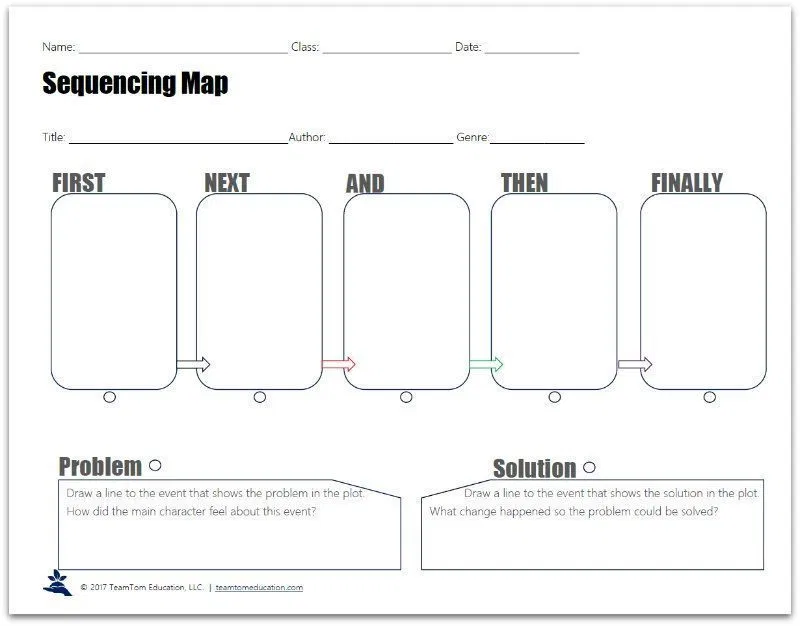 Name: Class: Date:
Sequencing Map
Title: Author: Genre:
FIRST NEXT AND THEN FINALLY
Problem
Draw a line to the event that shows the problem in the plot.
How did the main character feel about this event?
Solution
Draw a line to the event that shows the solution in the plot.
What change happened so the problem could be solved?
© 2017 TeamTom Education, LLC. | teamtomeducation.com